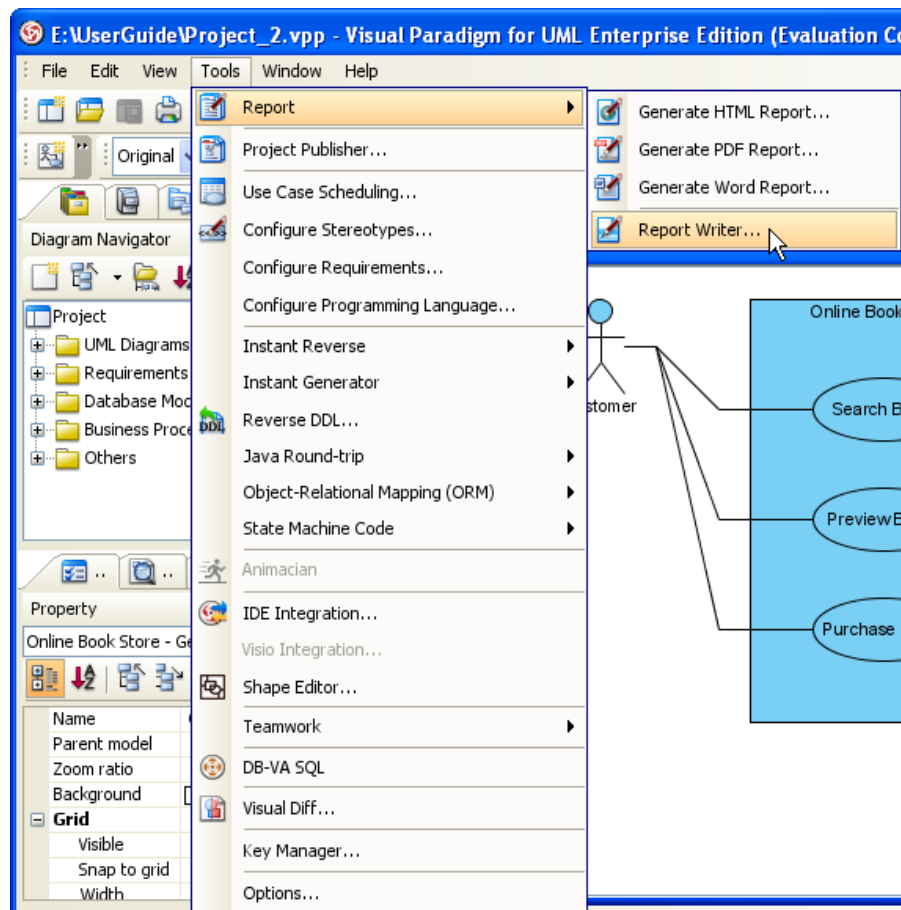 E:\UserGuide\Project_2.vpp - Visual Paradigm for UML Enterprise Edition (Evaluation
File Edit View Tools Window Help
Original
Diagram Navigator
Project
UML Diagrams
Requirements
Database
Business
Others
Property
Online Book Store -
Name
Parent model
Zoom ratio
Background
Grid
Visible
Snap to grid
Width
Report
Project Publisher...
Use Case Scheduling...
Configure Stereotypes...
Configure Requirements...
Configure Programming Language...
Instant Reverse
Instant Generator
DDL
Reverse DDL...
Java Round-trip
Object-Relational Mapping (ORM)
State Machine Code
Animacian
IDE Integration...
Visio Integration...
Shape Editor...
Teamwork
DB-VA SQL
Visual Diff...
Key Manager...
Options...
Generate HTML Report...
Generate PDF Report...
Generate Word Report...
Report Writer...
stomer
Online Book
Search B
Preview B
Purchase